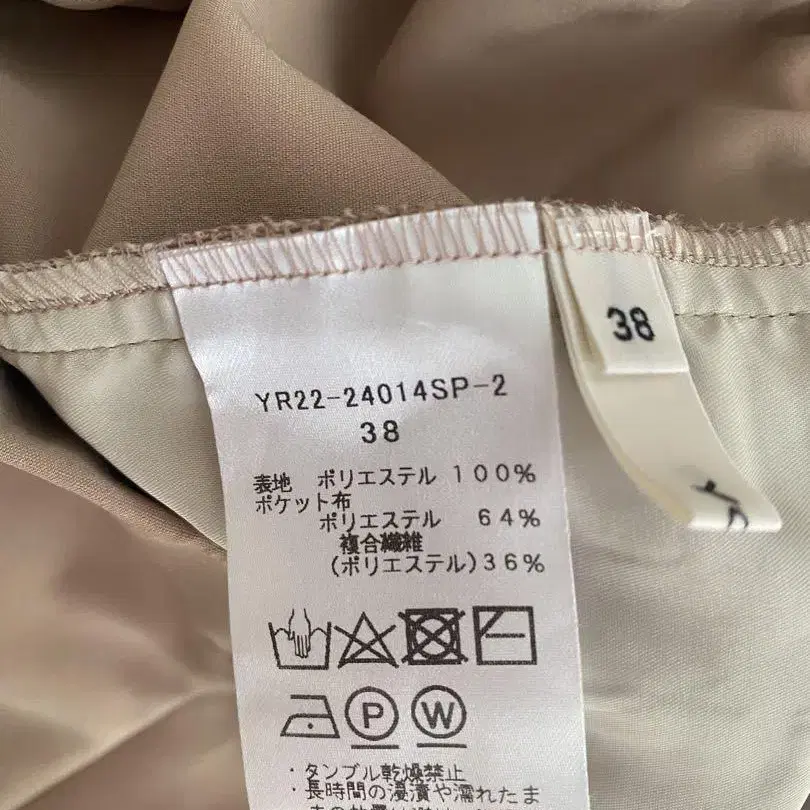 38
YR22-24014SP-2
38
表地 ポリエステル 100%
ポケット布
ポリエステル 64%
複合繊維
(ポリエステル)36%
P W
・タンブル乾燥禁止
・長時間の浸漬や濡れたま